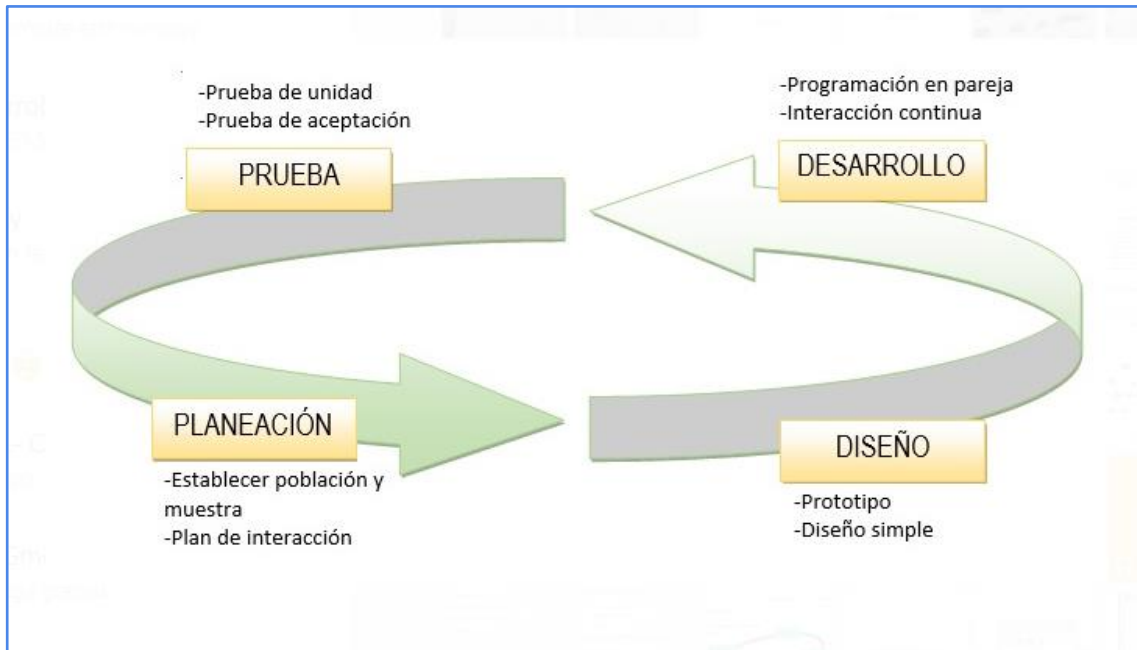 -Prueba de unidad
-Prueba de aceptación
PRUEBA
-Programación en pareja
-Interacción continua
DESARROLLO
PLANEACIÓN
-Establecer población y
muestra
-Plan de interacción
DISEÑO
-Prototipo
-Diseño simple